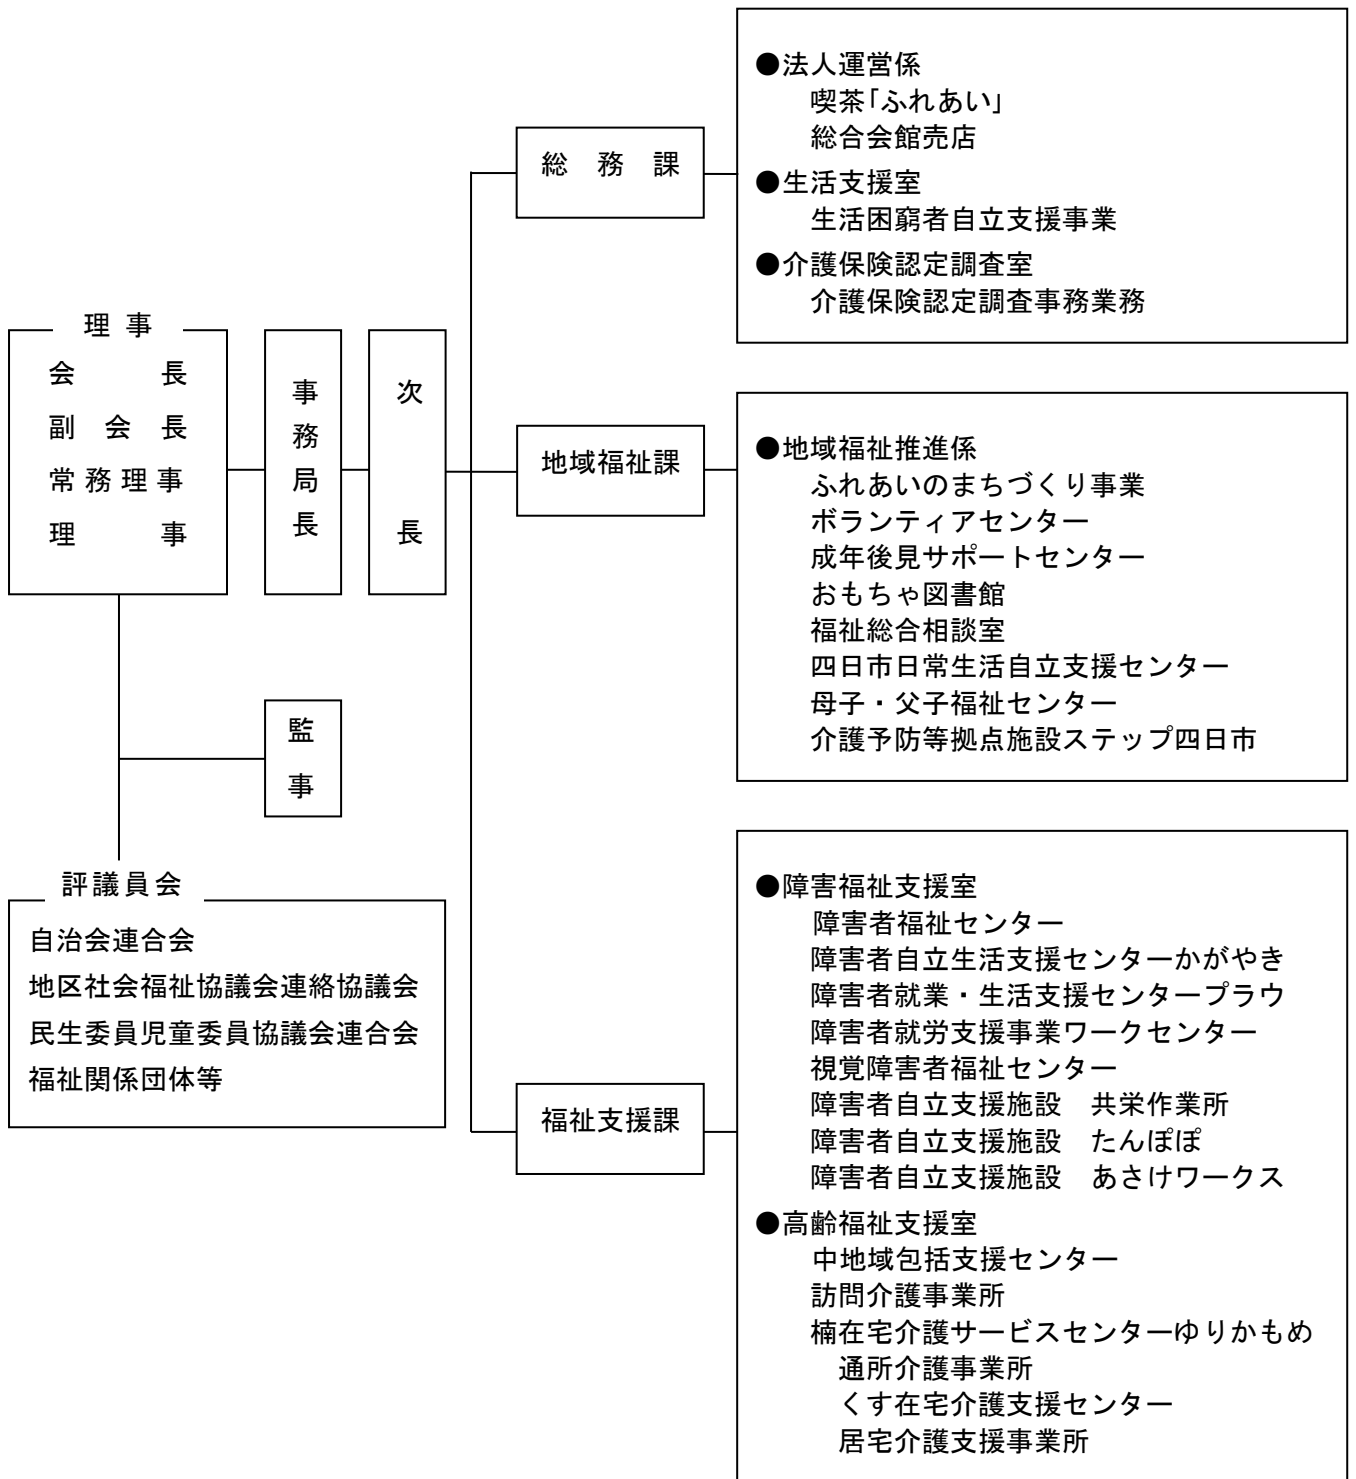 理 事
会 長
副 会 長
常務理事
理 事
事務局長
次長
監事
評議員会
自治会連合会
地区社会福祉協議会連絡協議会
民生委員児童委員協議会連合会
福祉関係団体等
総 務 課
●法人運営係
喫茶｢ふれあい｣
総合会館売店
●生活支援室
生活困窮者自立支援事業
●介護保険認定調査室
介護保険認定調査事務業務
地域福祉課
●地域福祉推進係
ふれあいのまちづくり事業
ボランティアセンター
成年後見サポートセンター
おもちゃ図書館
福祉総合相談室
四日市日常生活自立支援センター
母子・父子福祉センター
介護予防等拠点施設ステップ四日市
福祉支援課
●障害福祉支援室
障害者福祉センター
障害者自立生活支援センターかがやき
障害者就業・生活支援センタープラウ
障害者就労支援事業ワークセンター
視覚障害者福祉センター
障害者自立支援施設　共栄作業所
障害者自立支援施設　たんぽぽ
障害者自立支援施設　あさけワークス
●高齢福祉支援室
中地域包括支援センター
訪問介護事業所
楠在宅介護サービスセンターゆりかもめ
通所介護事業所
くす在宅介護支援センター
居宅介護支援事業所